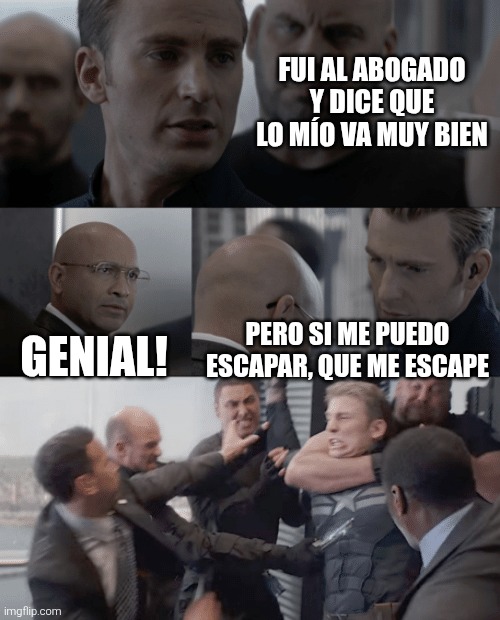 FUI AL ABOGADO
Y DICE QUE
LO MÍO VA MUY BIEN
GENIAL!
PERO SI ME PUEDO
ESCAPAR, QUE ME ESCAPE
imgflip.com